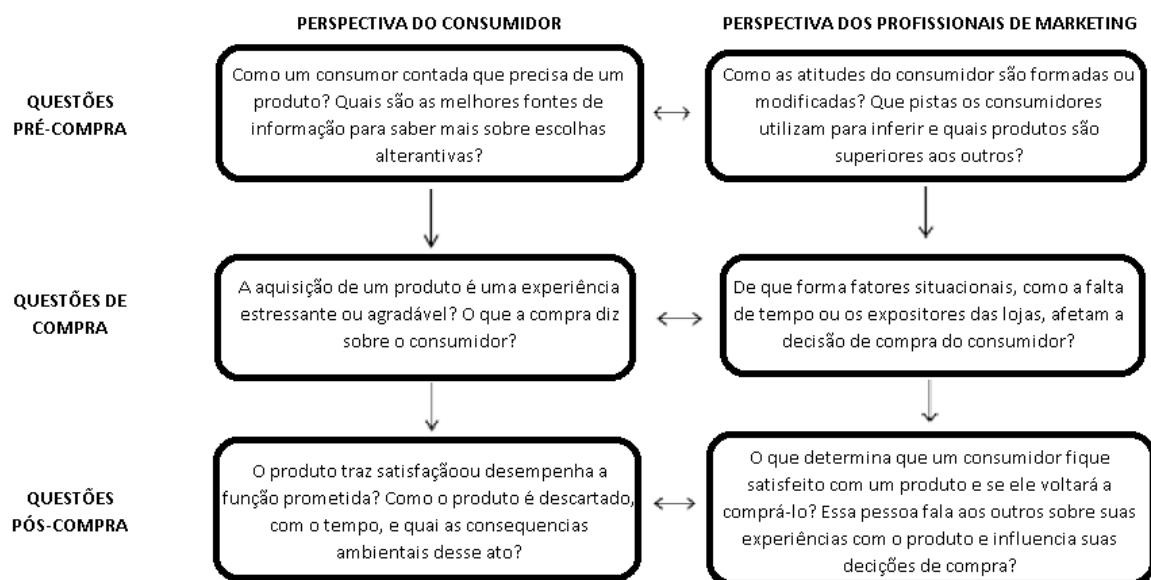 PERSPECTIVA DO CONSUMIDOR
PERSPECTIVA DOS PROFISSIONAIS DE MARKETING
QUESTÕES
PRÉ-COMPRA
Como um consumor contada que precisa de um
produto? Quais são as melhores fontes de
informação para saber mais sobre escolhas
alterantivas?
Como as atitudes do consumidor são formadas ou
modificadas? Que pistas os consumidores
utilizam para inferir e quais produtos são
superiores aos outros?
QUESTÕES DE
COMPRA
A aquisição de um produto é uma experiência
estressante ou agradável? O que a compra diz
sobre o consumidor?
De que forma fatores situacionais, como a falta
de tempo ou os expositores das lojas, afetam a
decisão de compra do consumidor?
QUESTÕES
PÓS-COMPRA
O produto traz satisfaçãoou desempenha a
função prometida? Como o produto é descartado,
com o tempo, e quai as consequencias
ambientais desse ato?
O que determina que um consumidor fique
satisfeito com um produto e se ele voltará a
comprá-lo? Essa pessoa fala aos outros sobre suas
experiências com o produto e influencia suas
decições de compra?